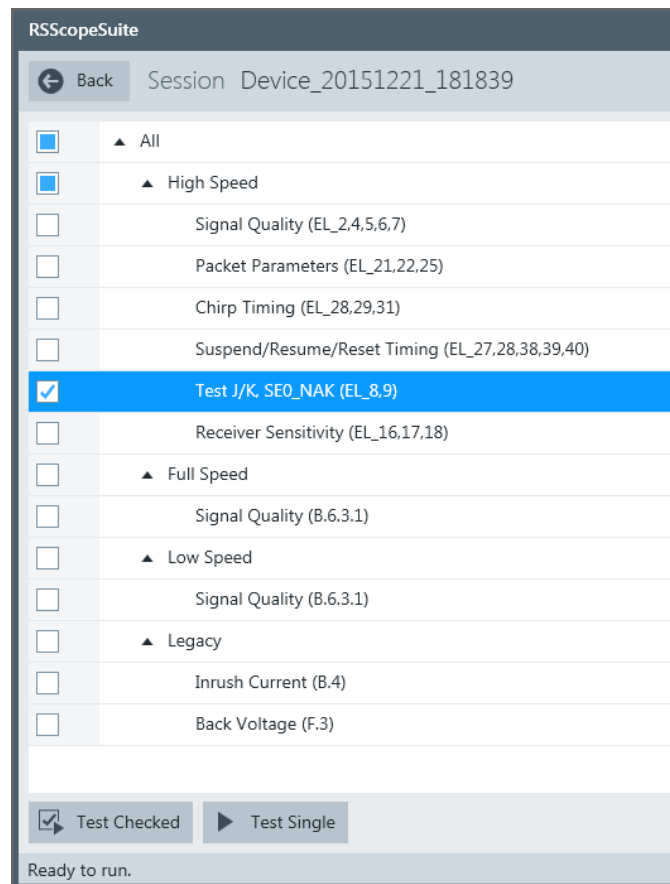 RSScopeSuite
Back Session Device_20151221_181839
All
High Speed
Signal Quality (EL_2,4,5,6,7)
Packet Parameters (EL_21,22,25)
Chirp Timing (EL_28,29,31)
Suspend/Resume/Reset Timing (EL_27,28,38,39,40)
Test J/K, SE0_NAK (EL_8,9)
Receiver Sensitivity (EL_16,17,18)
Full Speed
Signal Quality (B.6.3.1)
Low Speed
Signal Quality (B.6.3.1)
Legacy
Inrush Current (B.4)
Back Voltage (F.3)
Test Checked Test Single
Ready to run.